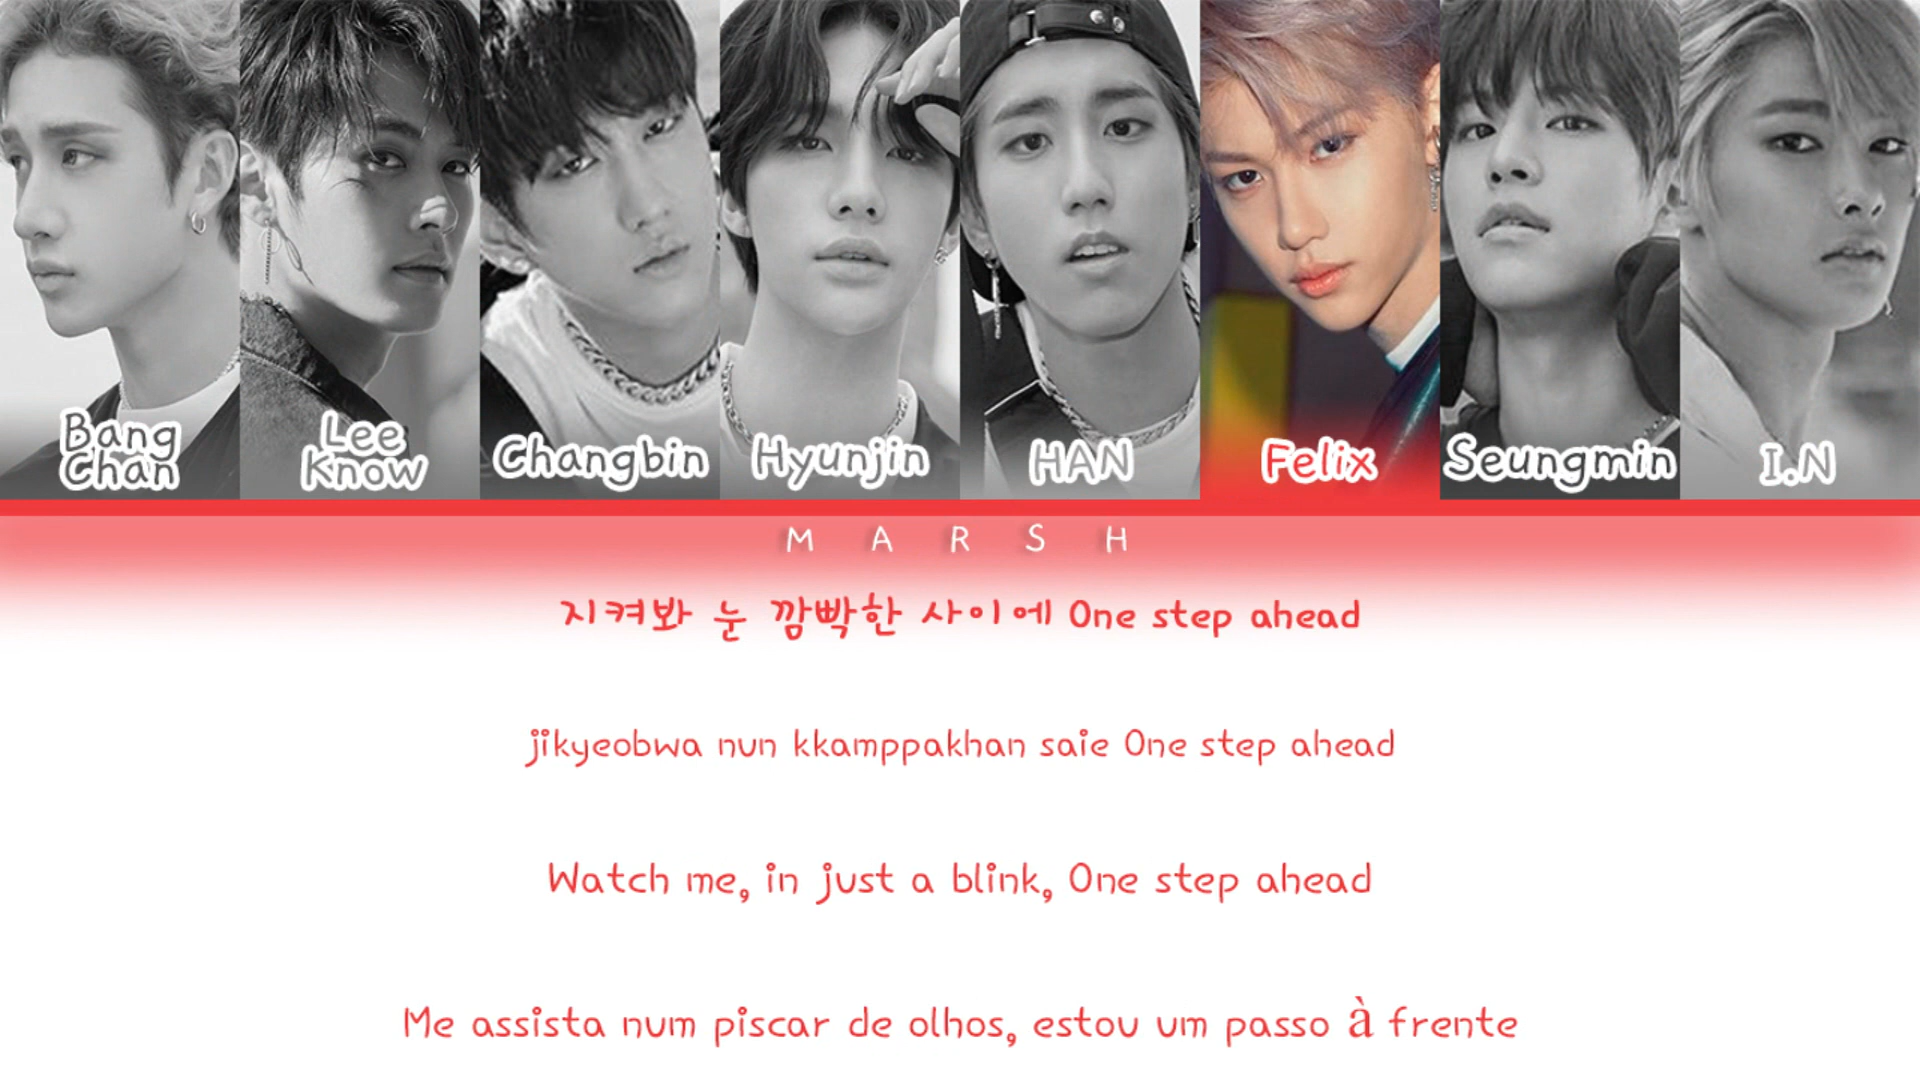 Bang
Chan
Lee
Know
Changbin
Hyunjin
HAN
Felix
Seungmin
I.N
MARSH
지켜봐 눈 깜빡한 사이에 One step ahead
jikyeobwa nun kkamppakhan saie One step ahead
Watch me, in just a blink, One step ahead
Me assista num piscar de olhos, estou um passo à frente